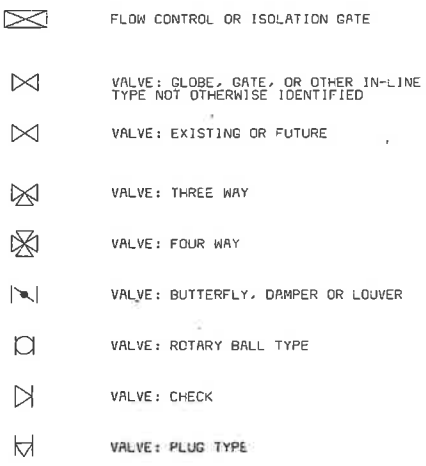 FLOW CONTROL OR ISOLATION GATE
VALVE: GLOBE, GATE, OR OTHER IN-LINE
TYPE NOT OTHERWISE IDENTIFIED
VALVE: EXISTING OR FUTURE
VALVE: THREE WAY
VALVE: FOUR WAY
VALVE: BUTTERFLY, DAMPER OR LOUVER
VALVE: ROTARY BALL TYPE
VALVE: CHECK
VALVE: PLUG TYPE